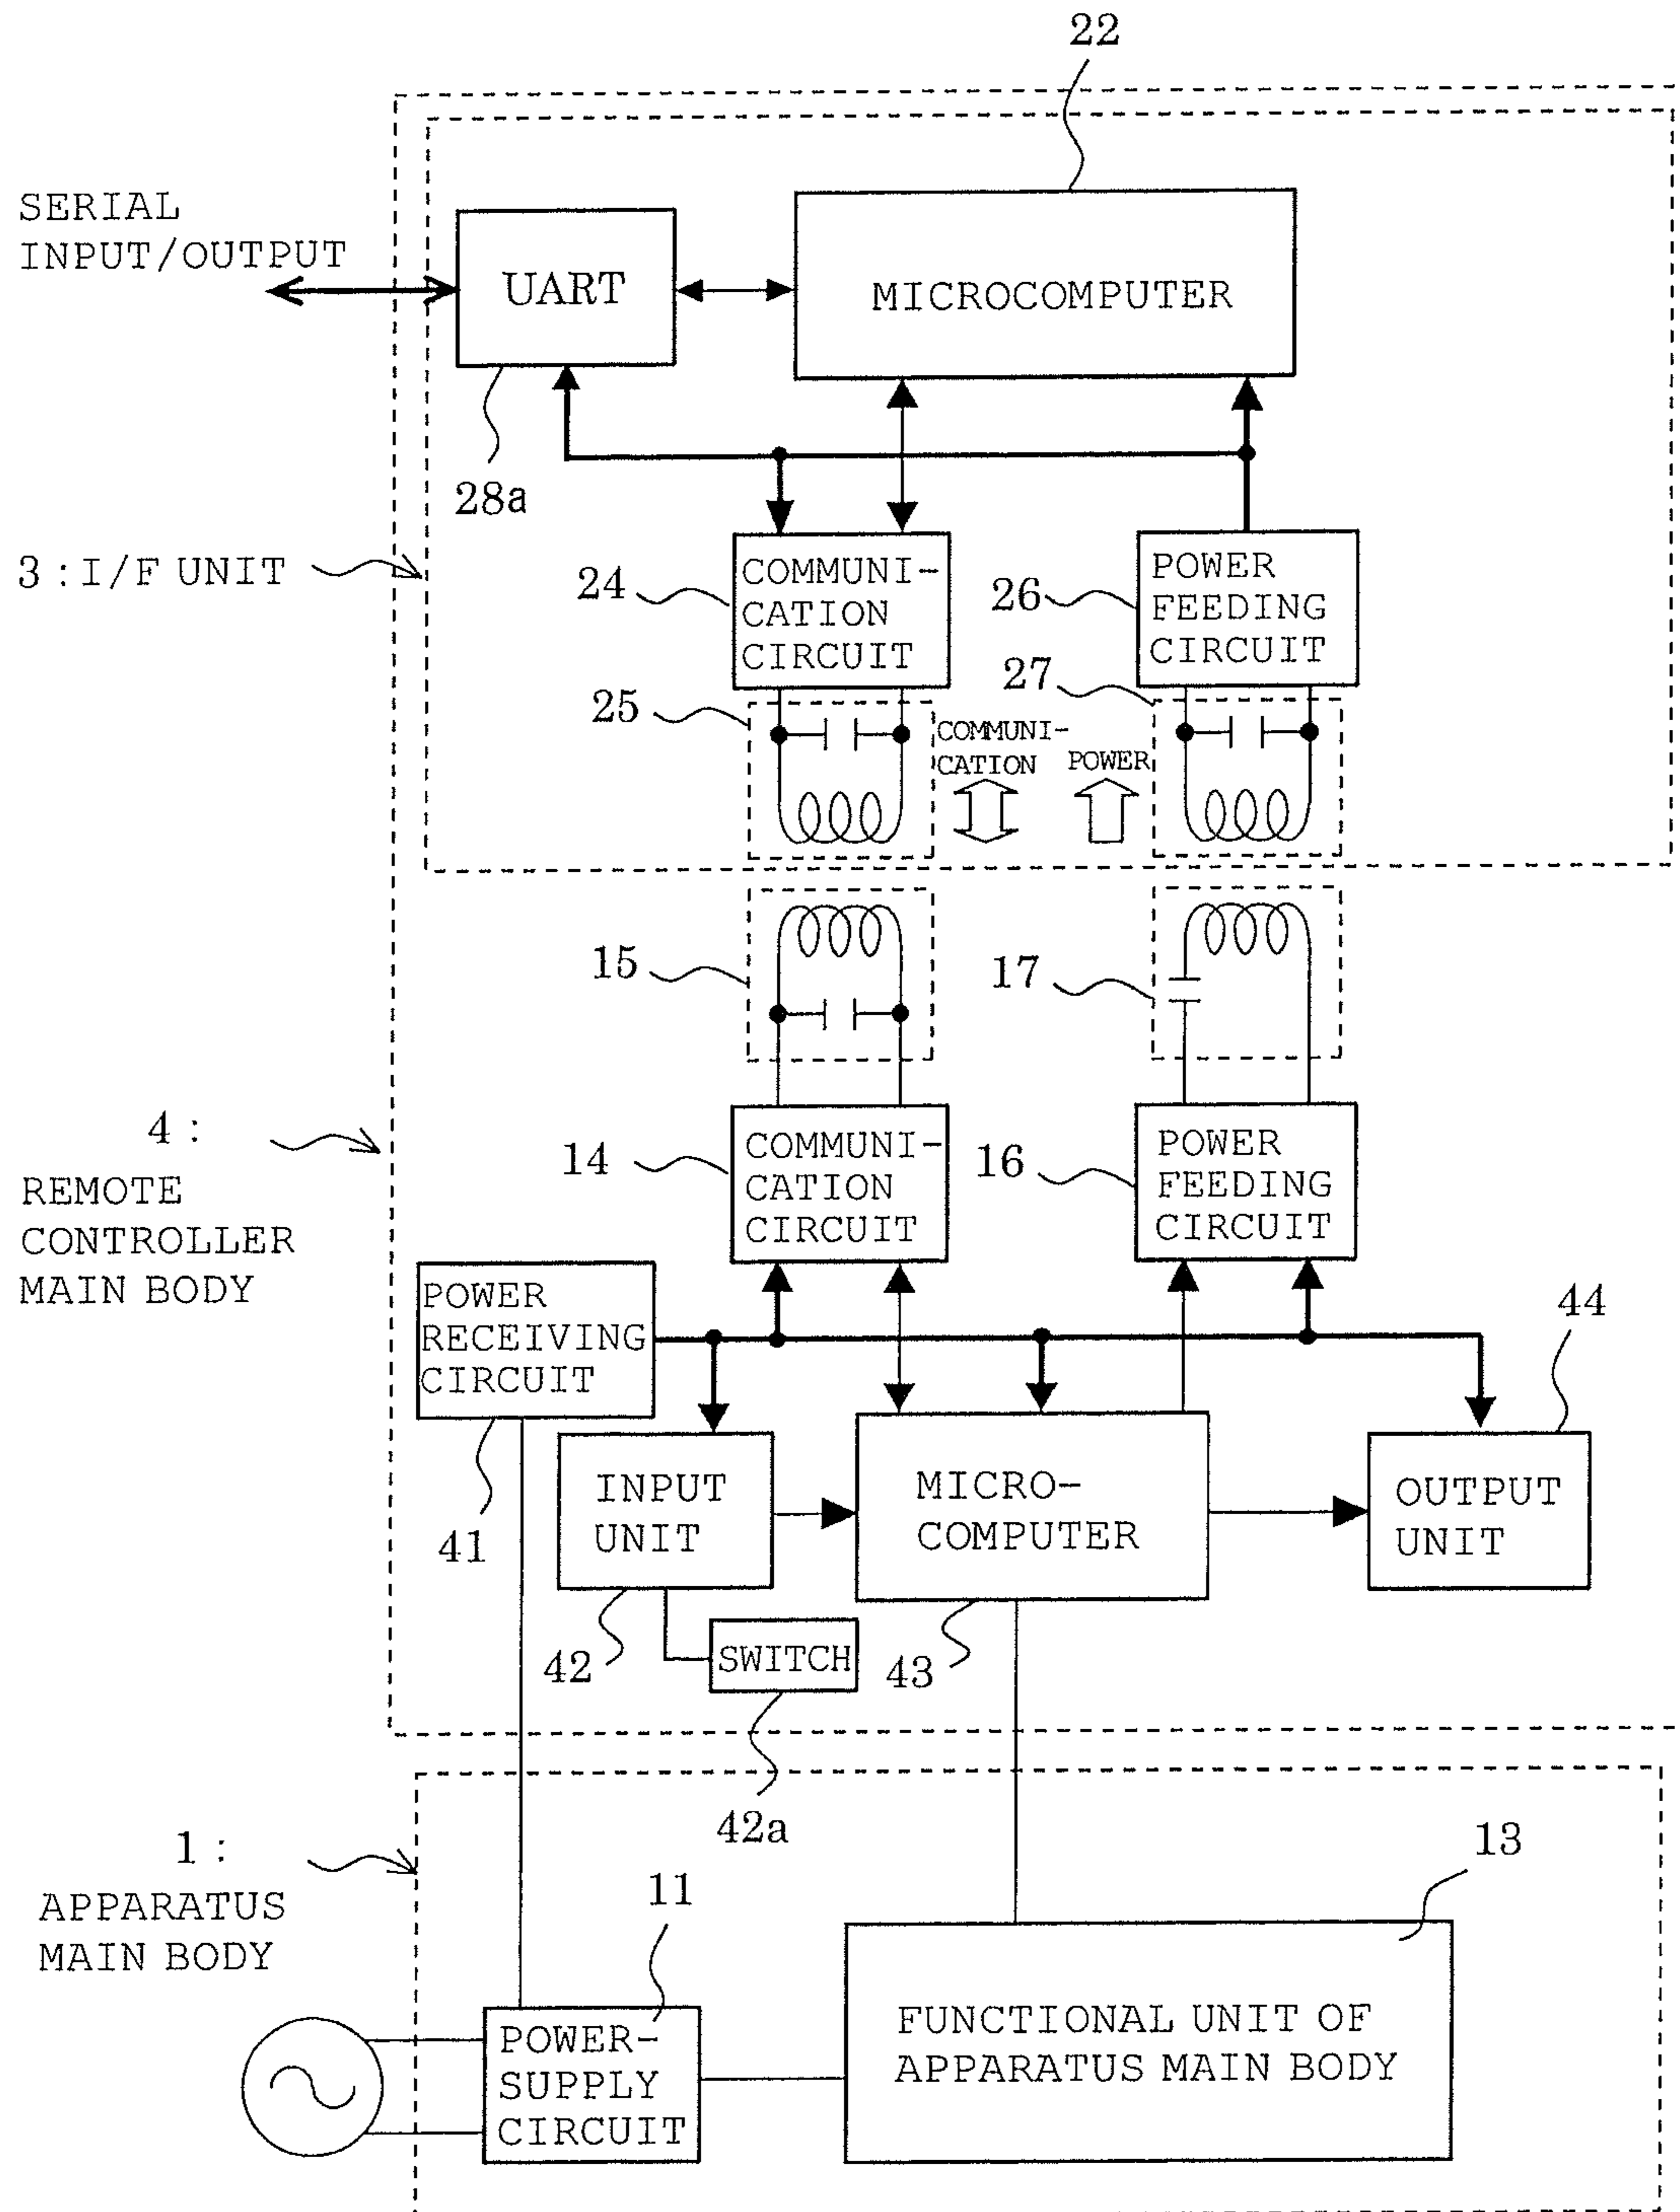 22
SERIAL
INPUT/OUTPUT
UART
MICROCOMPUTER
28a
3 : I/F UNIT
24
COMMUNI-
CATION
CIRCUIT
26
POWER
FEEDING
CIRCUIT
25
COMMUNI-
CATION
POWER
27
15
17
4 :
REMOTE
CONTROLLER
MAIN BODY
14
COMMUNI-
CATION
CIRCUIT
16
POWER
FEEDING
CIRCUIT
POWER
RECEIVING
CIRCUIT
44
41
INPUT
UNIT
MICRO-
COMPUTER
OUTPUT
UNIT
42
SWITCH
43
42a
1 :
APPARATUS
MAIN BODY
11
13
POWER-
SUPPLY
CIRCUIT
FUNCTIONAL UNIT OF
APPARATUS MAIN BODY